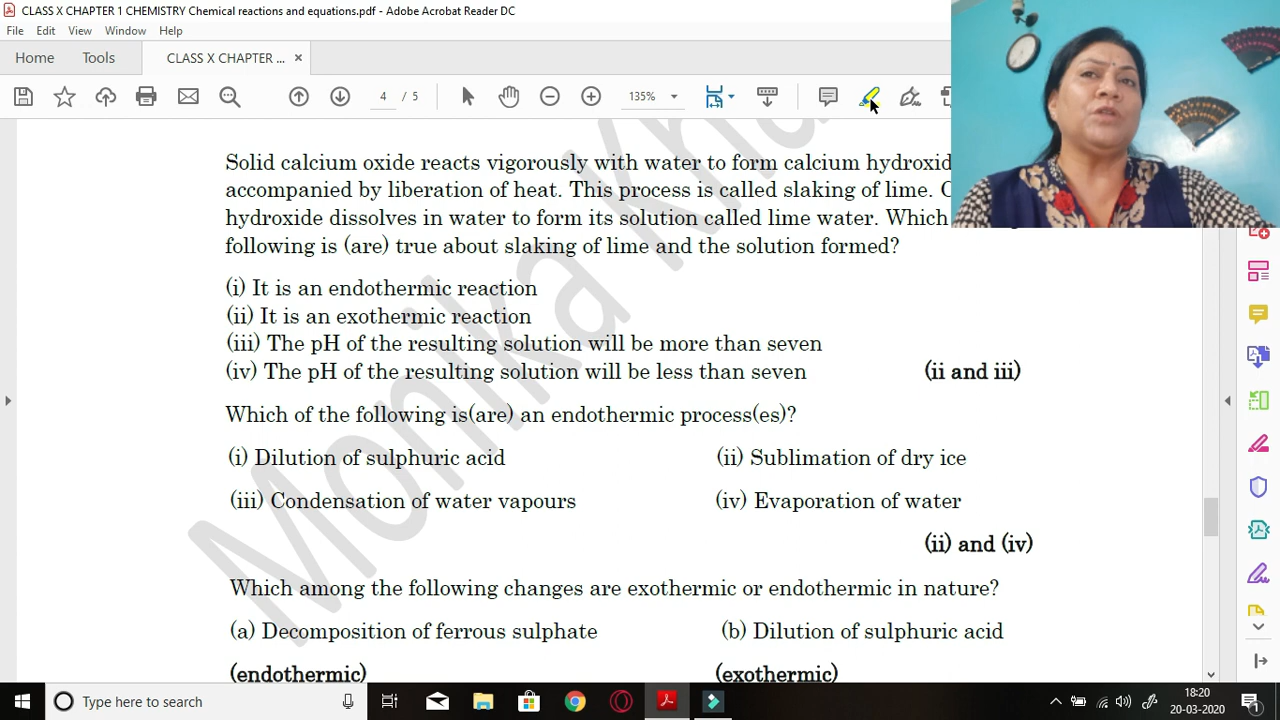 CLASS X CHAPTER 1 CHEMISTRY Chemical reactions and equations.pdf - Adobe Acrobat Reader DC
File Edit View Window Help
Home Tools CLASS X CHAPTER ... ×
4 / 5 135%
Solid calcium oxide reacts vigorously with water to form calcium
accompanied by liberation of heat. This process is called slaking of lime.
hydroxide dissolves in water to form its solution called lime water. Which
following is (are) true about slaking of lime and the solution formed?
(i) It is an endothermic reaction
(ii) It is an exothermic reaction
(iii) The pH of the resulting solution will be more than seven
(iv) The pH of the resulting solution will be less than seven (ii and iii)
Which of the following is(are) an endothermic process(es)?
(i) Dilution of sulphuric acid (ii) Sublimation of dry ice
(iii) Condensation of water vapours (iv) Evaporation of water
(ii) and (iv)
Which among the following changes are exothermic or endothermic in nature?
(a) Decomposition of ferrous sulphate (b) Dilution of sulphuric acid
(endothermic) (exothermic)
Monika
Type here to search
18:20
20-03-2020
1